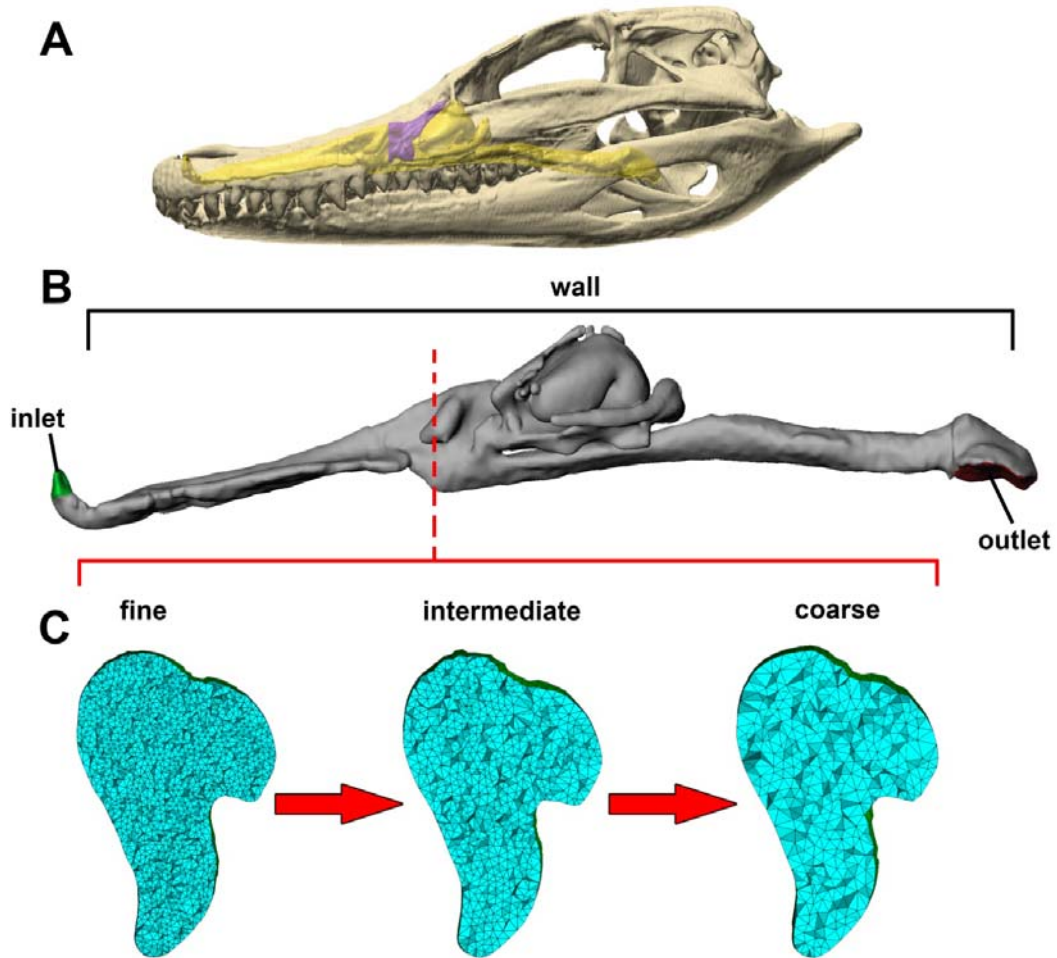 A
B
wall
inlet
outlet
C
fine
intermediate
coarse